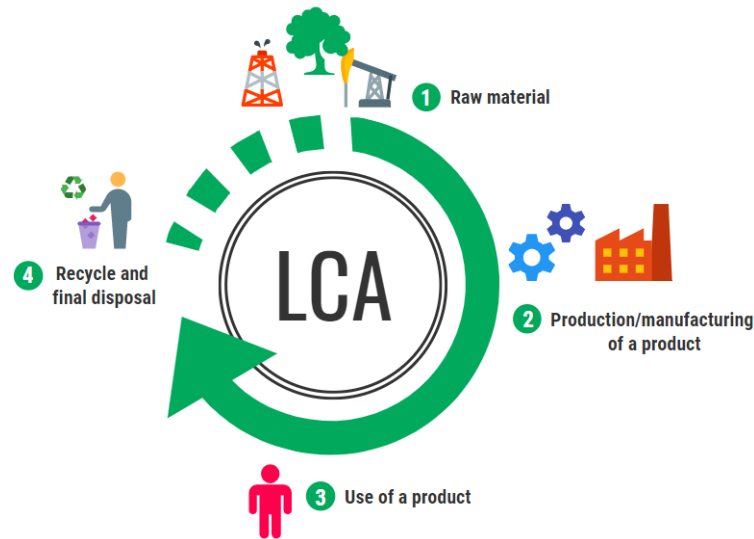 1 Raw material
LCA
2 Production/manufacturing
of a product
3 Use of a product
4 Recycle and
final disposal